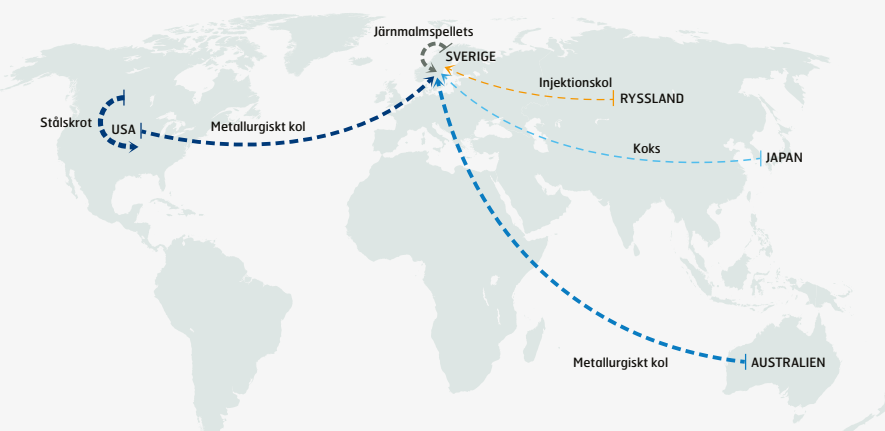 Järnmalmspellets
SVERIGE
Injektionskol
RYSSLAND
Stålskrot
USA
Metallurgiskt kol
Koks
JAPAN
Metallurgiskt kol
AUSTRALIEN